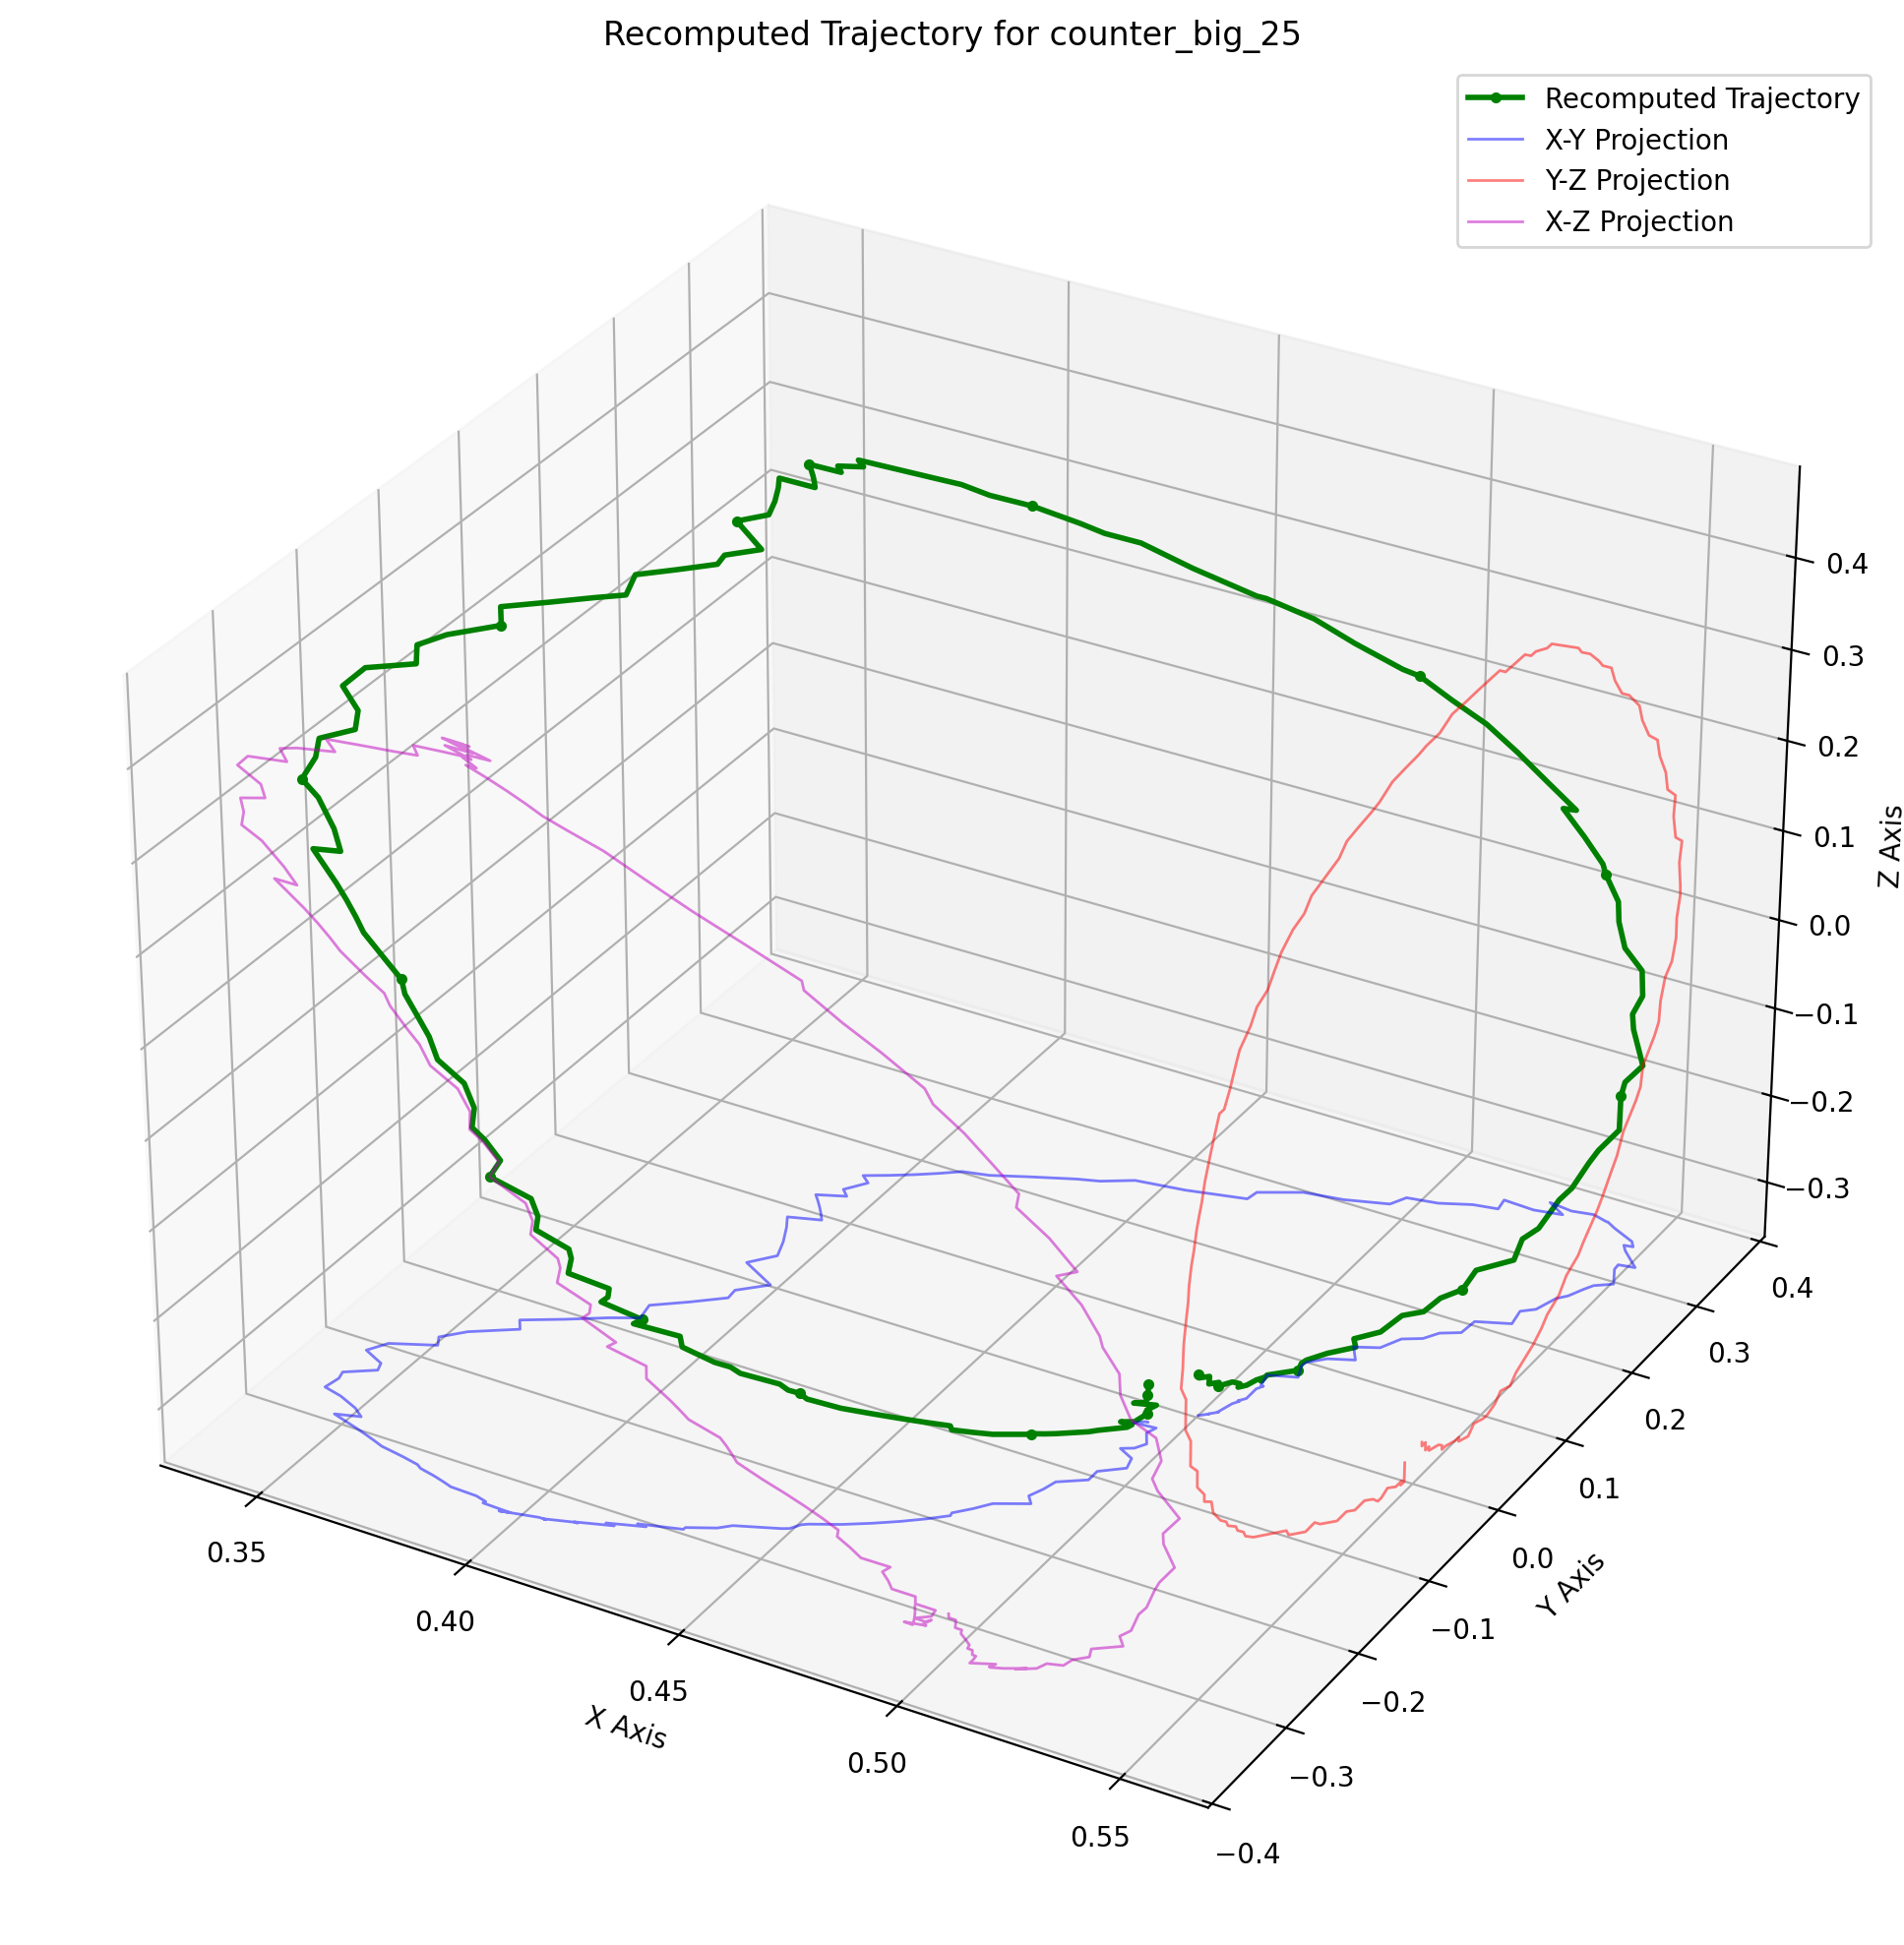 Recomputed Trajectory for counter_big_25
Recomputed Trajectory
X-Y Projection
Y-Z Projection
X-Z Projection
0.4
0.3
0.2
0.1
0.0
−0.1
−0.2
−0.3
Z Axis
0.4
0.3
0.2
0.1
0.0
−0.1
−0.2
−0.3
−0.4
Y Axis
0.35
0.40
0.45
0.50
0.55
X Axis